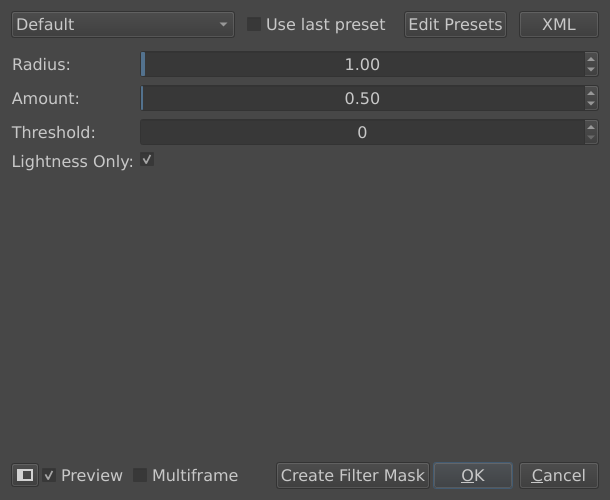 Default Use last preset Edit Presets XML
Radius: 1.00
Amount: 0.50
Threshold: 0
Lightness Only:
Preview Multiframe Create Filter Mask OK Cancel